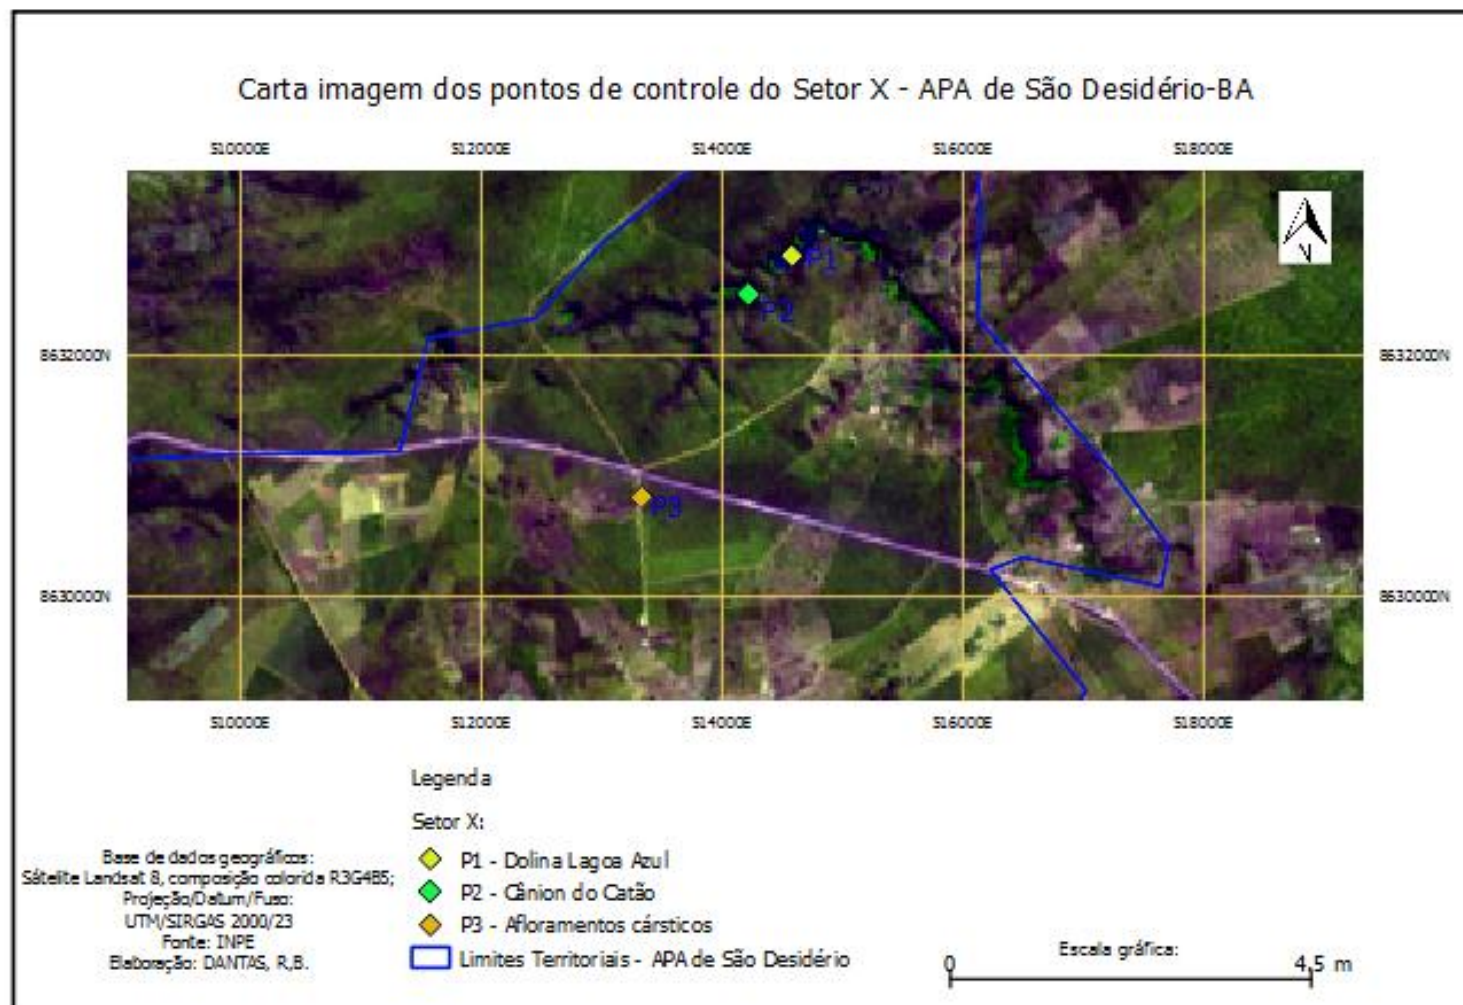 Carta imagem dos pontos de controle do Setor X - APA de São Desidério-BA
510000E 512000E 514000E 516000E 518000E
N
P1
P2
8632000N 8632000N
P3
8630000N 8630000N
510000E 512000E 514000E 516000E 518000E
Legenda
Setor X:
P1 - Dolina Lagoa Azul
P2 - Cânion do Catão
P3 - Afloramentos cársticos
Limites Territoriais - APA de São Desidério
Base de dados geográficos:
Sátelite Landsat 8, composição colorida R3G4B5;
Projeção/Datum/Fuso:
UTM/SIRGAS 2000/23
Fonte: INPE
Elaboração: DANTAS, R,B.
Escala gráfica:
0 4,5 m